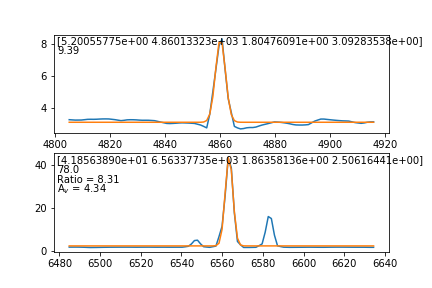 [5.20055775e+00 4.86013323e+03 1.80476091e+00 3.09283538e+00]
9.39
8
6
4
4800 4820 4840 4860 4880 4900 4920
[4.18563890e+01 6.56337735e+03 1.86358136e+00 2.50616441e+00]
78.0
Ratio = 8.31
Av = 4.34
40
20
0
6480 6500 6520 6540 6560 6580 6600 6620 6640